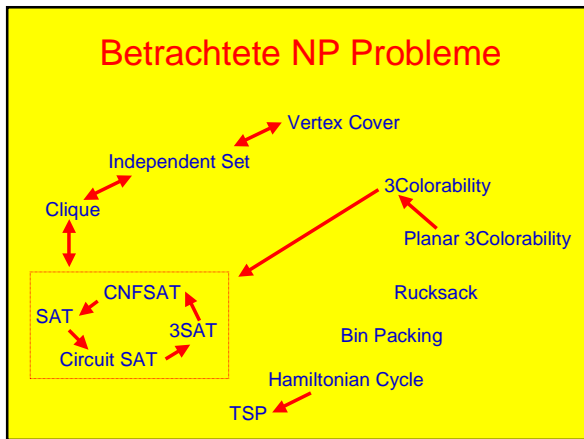 Betrachtete NP Probleme
Vertex Cover
Independent Set
3Colorability
Clique
Planar 3Colorability
CNFSAT
Rucksack
SAT
3SAT
Bin Packing
Circuit SAT
Hamiltonian Cycle
TSP